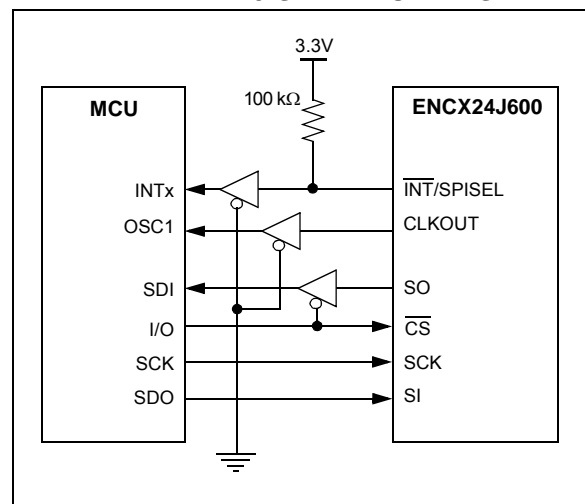 3.3V
100 kΩ
MCU
ENCX24J600
INTx
INT/SPISEL
OSC1
CLKOUT
SDI
SO
I/O
CS
SCK
SCK
SDO
SI